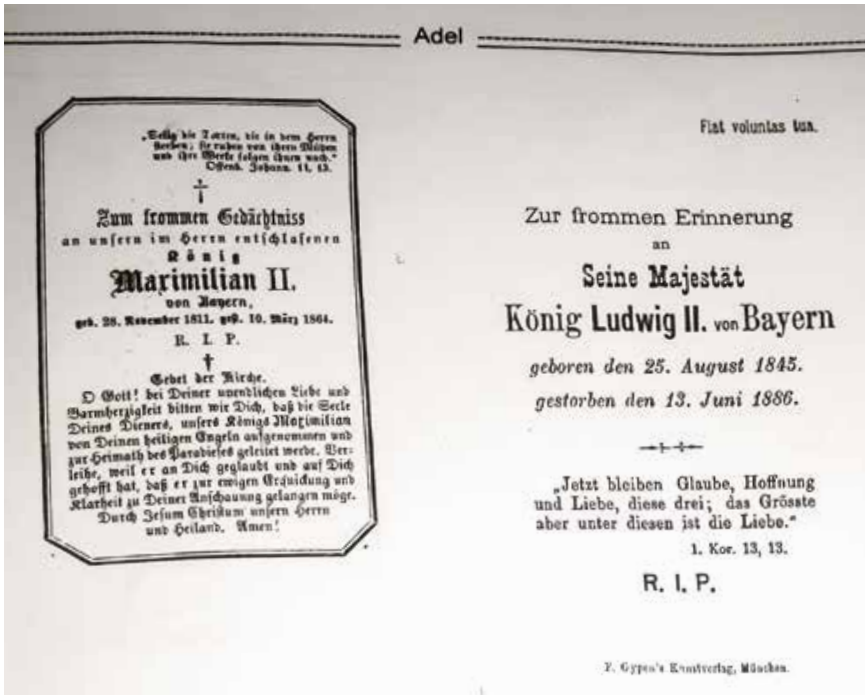 Adel
„Selig die Todten, die in dem Herrn
sterben; sie ruhen von ihren Mühen
und ihre Werke folgen ihnen nach."
Offenb. Johann. 14, 13.
Zum frommen Gedächtniss
an unsern im Herrn entschlafenen
König
Maximilian II.
von Bayern,
geb. 28. November 1811. gest. 10. März 1864.
R. I. P.
Gebet der Kirche.
O Gott! bei Deiner unendlichen Liebe und
Barmherzigkeit bitten wir Dich, daß die Seele
Deines Dieners, unsers Königs Maximilian
von Deinen heiligen Engeln aufgenommen und
zur Heimath des Paradieses geleitet werde. Ver-
leihe, weil er an Dich geglaubt und auf Dich
gehofft hat, daß er zur ewigen Erquickung und
Klarheit zu Deiner Anschauung gelangen möge.
Durch Jesum Christum unsern Herrn
und Heiland. Amen!
Fiat voluntas tua.
Zur frommen Erinnerung
an
Seine Majestät
König Ludwig II. von Bayern
geboren den 25. August 1845.
gestorben den 13. Juni 1886.
„Jetzt bleiben Glaube, Hoffnung
und Liebe, diese drei; das Grösste
aber unter diesen ist die Liebe."
1. Kor. 13, 13.
R. I. P.
F. Gypen's Kunstverlag, München.